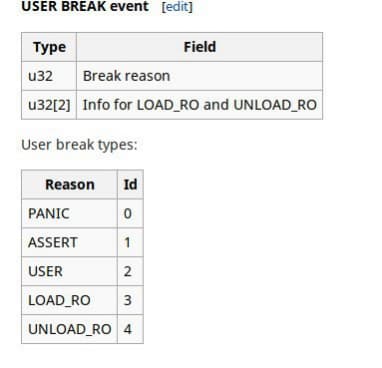 USER BREAK event [edit]
Type Field
u32 Break reason
u32[2] Info for LOAD_RO and UNLOAD_RO
User break types:
Reason Id
PANIC 0
ASSERT 1
USER 2
LOAD_RO 3
UNLOAD_RO 4